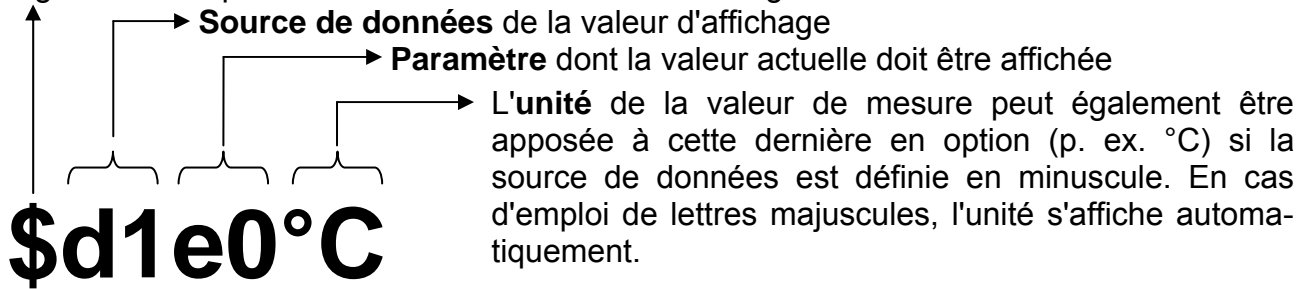 Source de données de la valeur d'affichage
Paramètre dont la valeur actuelle doit être affichée
L'unité de la valeur de mesure peut également être
apposée à cette dernière en option (p. ex. °C) si la
source de données est définie en minuscule. En cas
d'emploi de lettres majuscules, l'unité s'affiche automa-
tiquement.
$d1e0°C